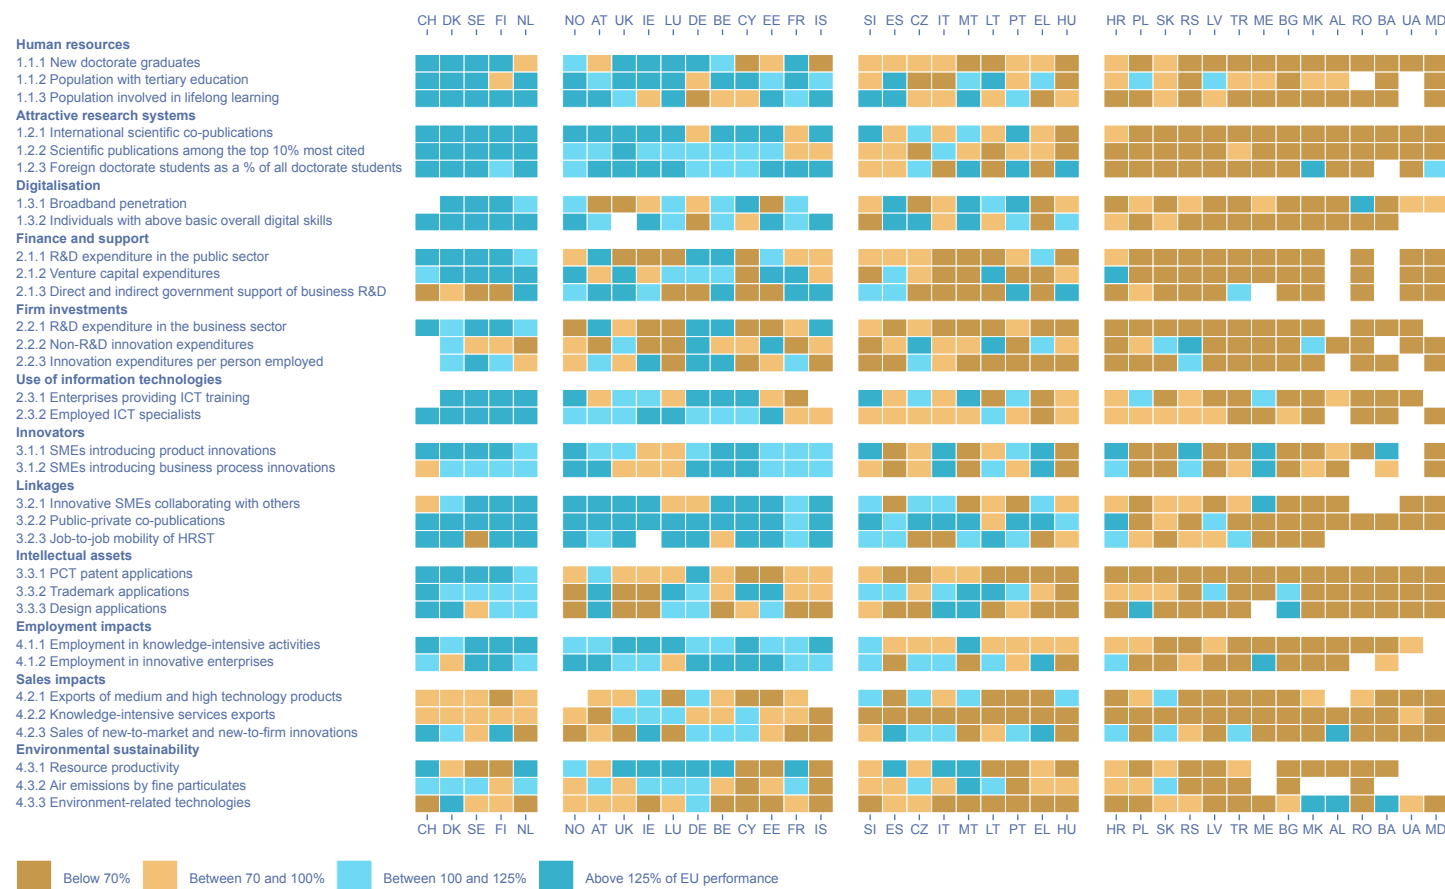 CH DK SE FI NL NO AT UK IE LU DE BE CY EE FR IS SI ES CZ IT MT LT PT EL HU HR PL SK RS LV TR ME BG MK AL RO BA UA MD
Human resources
1.1.1 New doctorate graduates
1.1.2 Population with tertiary education
1.1.3 Population involved in lifelong learning
Attractive research systems
1.2.1 International scientific co-publications
1.2.2 Scientific publications among the top 10% most cited
1.2.3 Foreign doctorate students as a % of all doctorate students
Digitalisation
1.3.1 Broadband penetration
1.3.2 Individuals with above basic overall digital skills
Finance and support
2.1.1 R&D expenditure in the public sector
2.1.2 Venture capital expenditures
2.1.3 Direct and indirect government support of business R&D
Firm investments
2.2.1 R&D expenditure in the business sector
2.2.2 Non-R&D innovation expenditures
2.2.3 Innovation expenditures per person employed
Use of information technologies
2.3.1 Enterprises providing ICT training
2.3.2 Employed ICT specialists
Innovators
3.1.1 SMEs introducing product innovations
3.1.2 SMEs introducing business process innovations
Linkages
3.2.1 Innovative SMEs collaborating with others
3.2.2 Public-private co-publications
3.2.3 Job-to-job mobility of HRST
Intellectual assets
3.3.1 PCT patent applications
3.3.2 Trademark applications
3.3.3 Design applications
Employment impacts
4.1.1 Employment in knowledge-intensive activities
4.1.2 Employment in innovative enterprises
Sales impacts
4.2.1 Exports of medium and high technology products
4.2.2 Knowledge-intensive services exports
4.2.3 Sales of new-to-market and new-to-firm innovations
Environmental sustainability
4.3.1 Resource productivity
4.3.2 Air emissions by fine particulates
4.3.3 Environment-related technologies
CH DK SE FI NL NO AT UK IE LU DE BE CY EE FR IS SI ES CZ IT MT LT PT EL HU HR PL SK RS LV TR ME BG MK AL RO BA UA MD
Below 70% Between 70 and 100% Between 100 and 125% Above 125% of EU performance